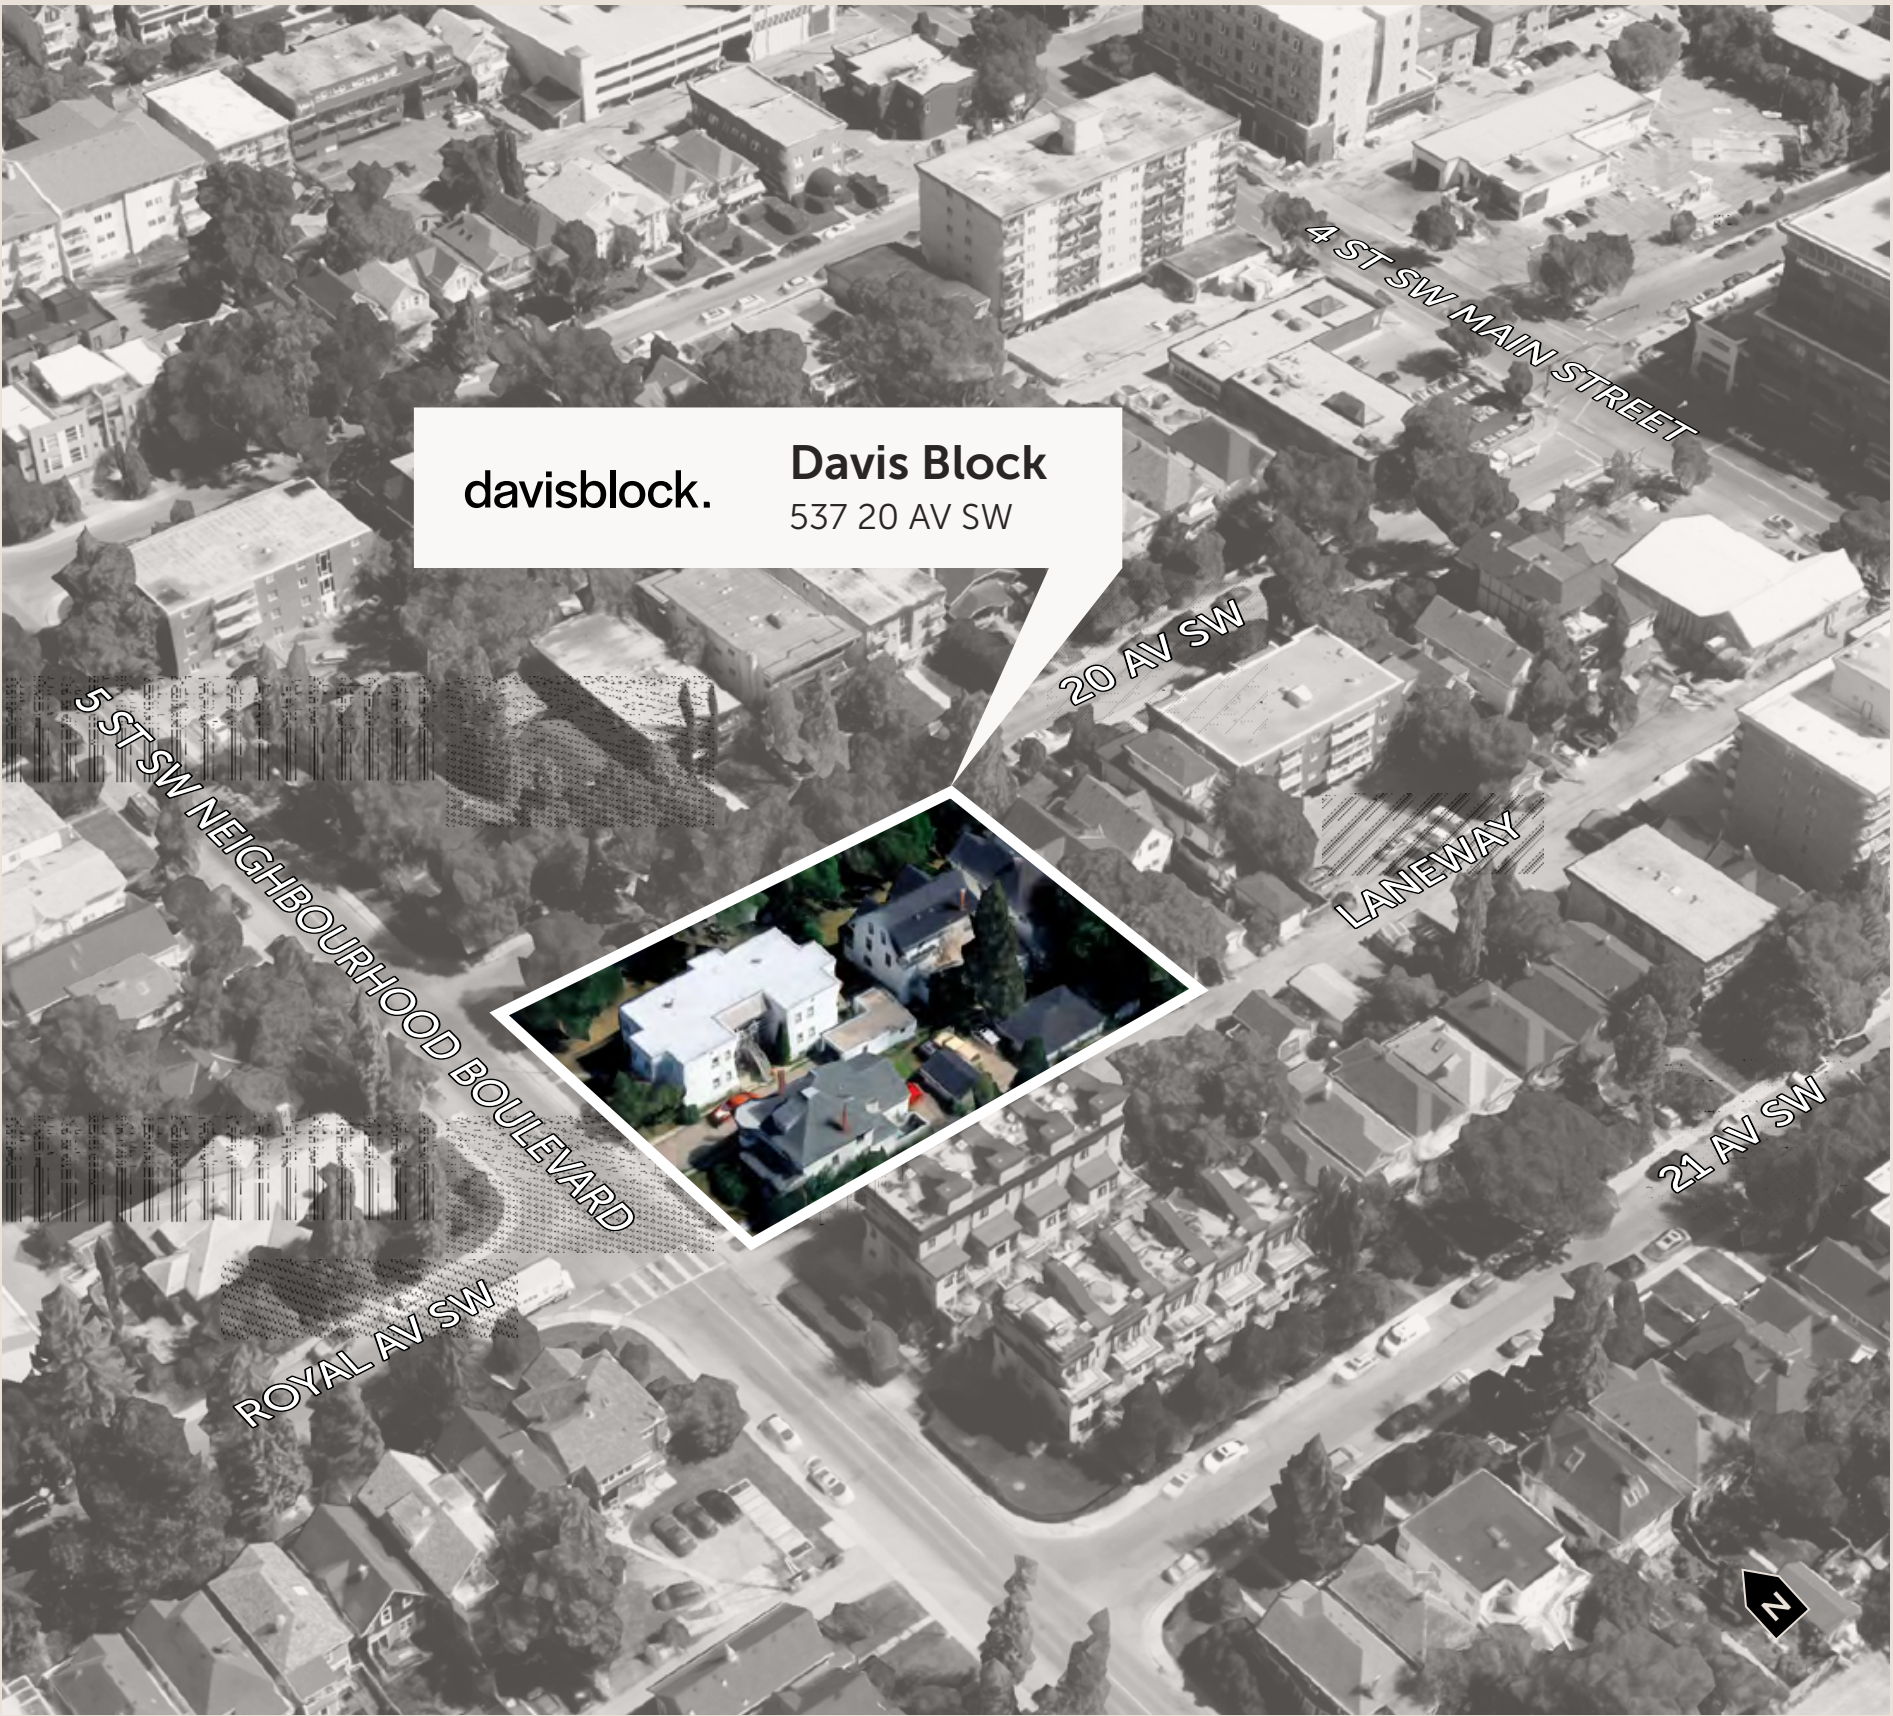 4 ST SW MAIN STREET
davisblock.
Davis Block
537 20 AV SW
20 AV SW
5 ST SW NEIGHBOURHOOD BOULEVARD
LANEWAY
21 AV SW
ROYAL AV SW
N